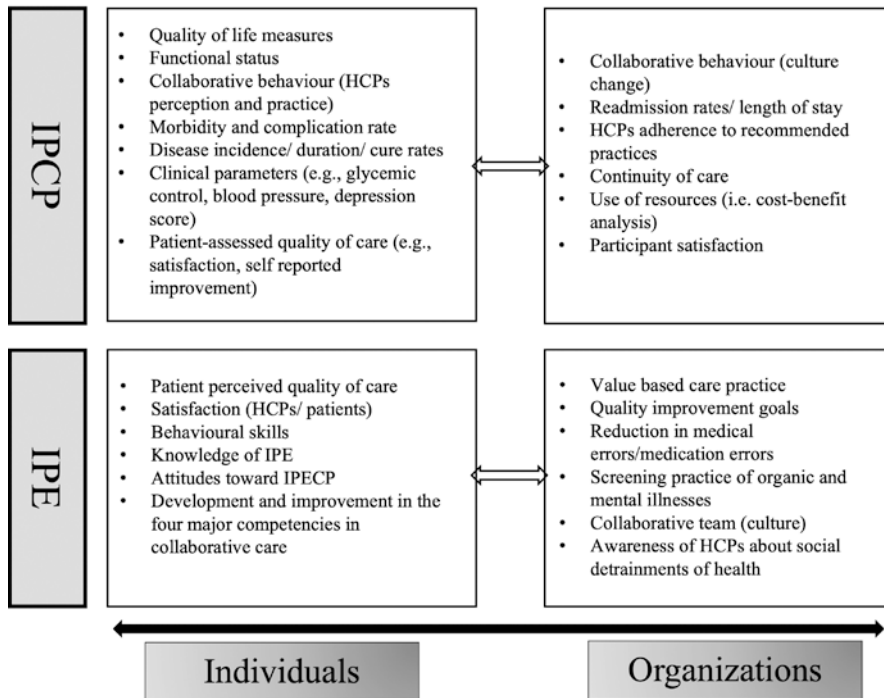 IPCP
• Quality of life measures
• Functional status
• Collaborative behaviour (HCPs
perception and practice)
• Morbidity and complication rate
• Disease incidence/ duration/ cure rates
• Clinical parameters (e.g., glycemic
control, blood pressure, depression
score)
• Patient-assessed quality of care (e.g.,
satisfaction, self reported
improvement)
• Collaborative behaviour (culture
change)
• Readmission rates/ length of stay
• HCPs adherence to recommended
practices
• Continuity of care
• Use of resources (i.e. cost-benefit
analysis)
• Participant satisfaction
IPE
• Patient perceived quality of care
• Satisfaction (HCPs/ patients)
• Behavioural skills
• Knowledge of IPE
• Attitudes toward IPECP
• Development and improvement in the
four major competencies in
collaborative care
• Value based care practice
• Quality improvement goals
• Reduction in medical
errors/medication errors
• Screening practice of organic and
mental illnesses
• Collaborative team (culture)
• Awareness of HCPs about social
detrainments of health
Individuals
Organizations